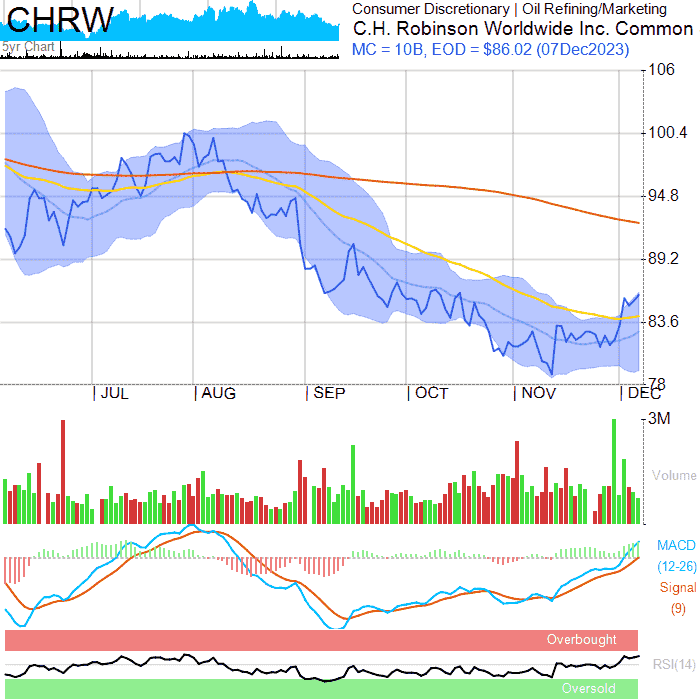 CHRW
5yr Chart
Consumer Discretionary | Oil Refining/Marketing
C.H. Robinson Worldwide Inc. Common
MC = 10B, EOD = $86.02 (07Dec2023)
106
100.4
94.8
89.2
83.6
78
JUL
AUG
SEP
OCT
NOV
DEC
3M
Volume
MACD
(12-26)
Signal
(9)
Overbought
RSI(14)
Oversold